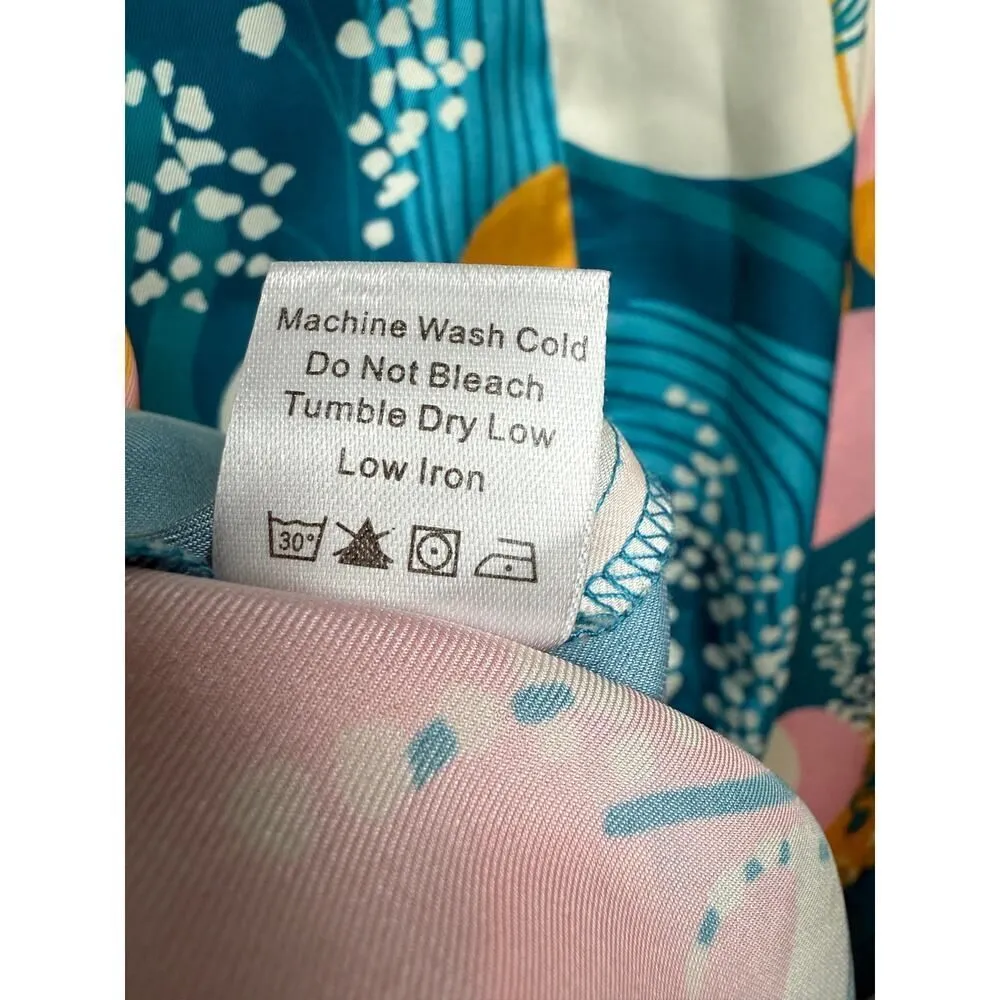 Machine Wash Cold
Do Not Bleach
Tumble Dry Low
Low Iron
30°